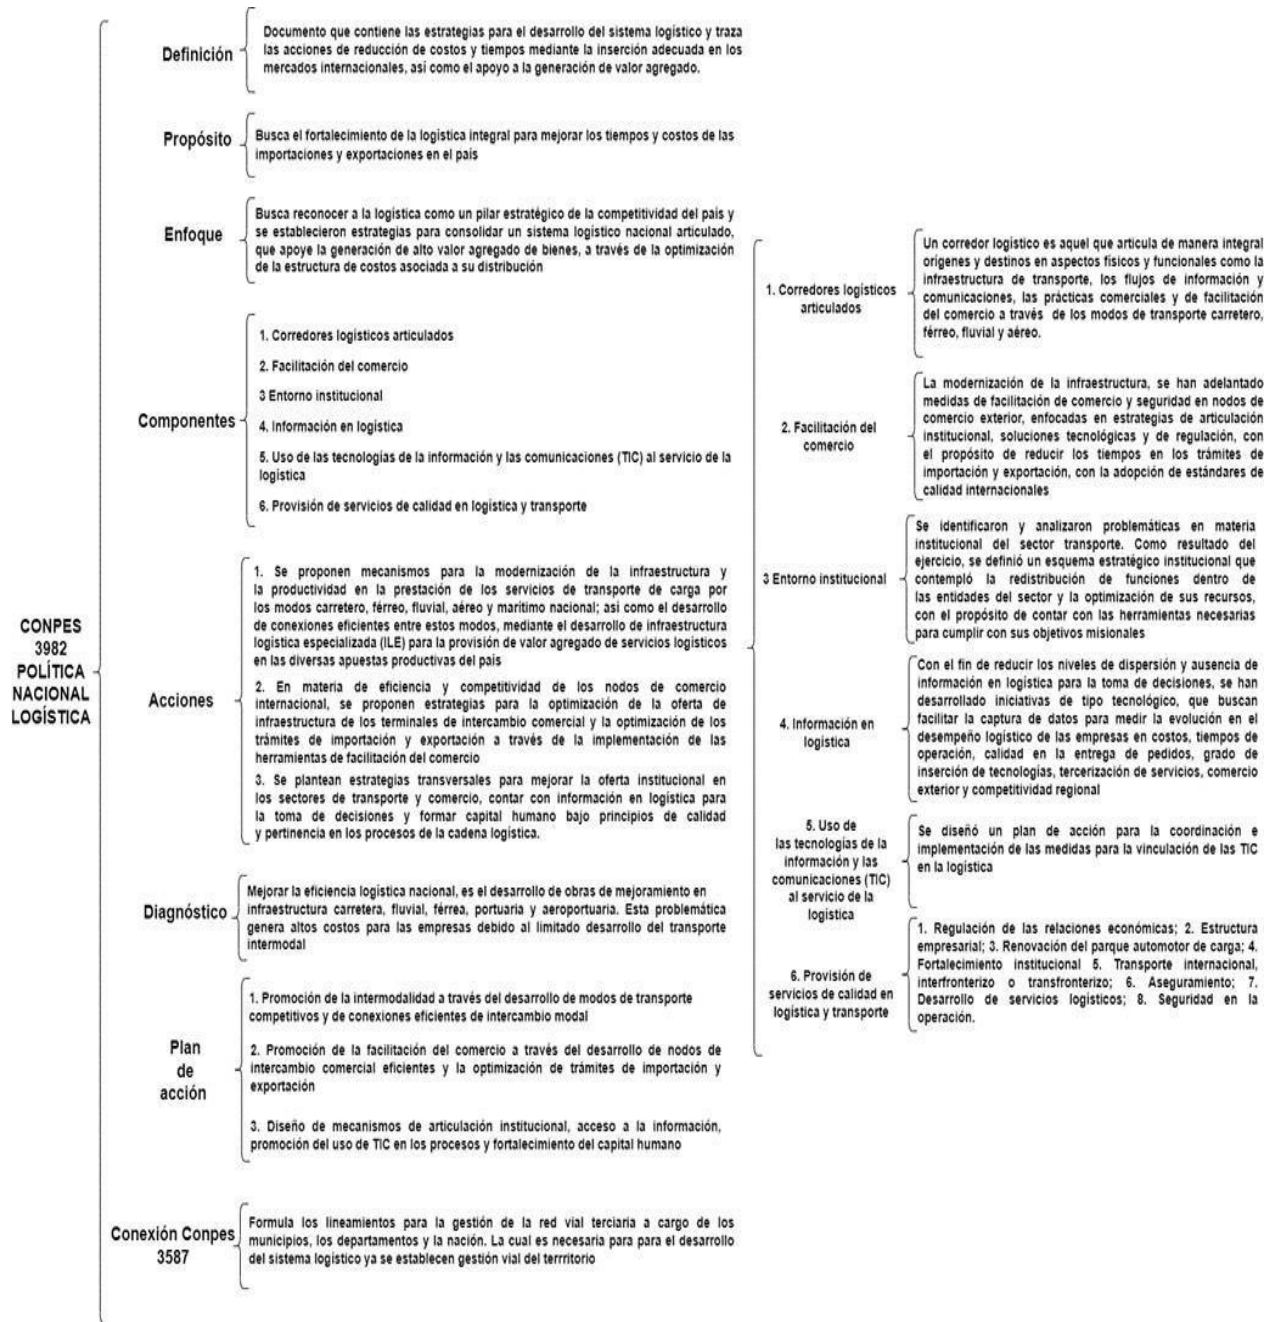 CONPES
3982
POLÍTICA
NACIONAL
LOGÍSTICA
Definición
Documento que contiene las estrategias para el desarrollo del sistema logístico y traza
las acciones de reducción de costos y tiempos mediante la inserción adecuada en los
mercados internacionales, así como el apoyo a la generación de valor agregado.
Propósito
Busca el fortalecimiento de la logística integral para mejorar los tiempos y costos de las
importaciones y exportaciones en el país
Enfoque
Busca reconocer a la logística como un pilar estratégico de la competitividad del país y
se establecieron estrategias para consolidar un sistema logístico nacional articulado,
que apoye la generación de alto valor agregado de bienes, a través de la optimización
de la estructura de costos asociada a su distribución
Componentes
1. Corredores logísticos articulados
2. Facilitación del comercio
3 Entorno institucional
4. Información en logística
5. Uso de las tecnologías de la información y las comunicaciones (TIC) al servicio de la
logística
6. Provisión de servicios de calidad en logística y transporte
Acciones
1. Se proponen mecanismos para la modernización de la infraestructura y
la productividad en la prestación de los servicios de transporte de carga por
los modos carretero, férreo, fluvial, aéreo y marítimo nacional; así como el desarrollo
de conexiones eficientes entre estos modos, mediante el desarrollo de infraestructura
logística especializada (ILE) para la provisión de valor agregado de servicios logísticos
en las diversas apuestas productivas del país
2. En materia de eficiencia y competitividad de los nodos de comercio
internacional, se proponen estrategias para la optimización de la oferta de
infraestructura de los terminales de intercambio comercial y la optimización de los
trámites de importación y exportación a través de la implementación de las
herramientas de facilitación del comercio
3. Se plantean estrategias transversales para mejorar la oferta institucional en
los sectores de transporte y comercio, contar con información en logística para
la toma de decisiones y formar capital humano bajo principios de calidad
y pertinencia en los procesos de la cadena logística.
Diagnóstico
Mejorar la eficiencia logística nacional, es el desarrollo de obras de mejoramiento en
infraestructura carretera, fluvial, férrea, portuaria y aeroportuaria. Esta problemática
genera altos costos para las empresas debido al limitado desarrollo del transporte
intermodal
Plan
de
acción
1. Promoción de la intermodalidad a través del desarrollo de modos de transporte
competitivos y de conexiones eficientes de intercambio modal
2. Promoción de la facilitación del comercio a través del desarrollo de nodos de
intercambio comercial eficientes y la optimización de trámites de importación y
exportación
3. Diseño de mecanismos de articulación institucional, acceso a la información,
promoción del uso de TIC en los procesos y fortalecimiento del capital humano
Conexión Conpes
3587
Formula los lineamientos para la gestión de la red vial terciaria a cargo de los
municipios, los departamentos y la nación. La cual es necesaria para para el desarrollo
del sistema logístico ya se establecen gestión vial del terrritorio
1. Corredores logísticos
articulados
Un corredor logístico es aquel que articula de manera integral
orígenes y destinos en aspectos físicos y funcionales como la
infraestructura de transporte, los flujos de información y
comunicaciones, las prácticas comerciales y de facilitación
del comercio a través de los modos de transporte carretero,
férreo, fluvial y aéreo.
2. Facilitación del
comercio
La modernización de la infraestructura, se han adelantado
medidas de facilitación de comercio y seguridad en nodos de
comercio exterior, enfocadas en estrategias de articulación
institucional, soluciones tecnológicas y de regulación, con
el propósito de reducir los tiempos en los trámites de
importación y exportación, con la adopción de estándares de
calidad internacionales
3 Entorno institucional
Se identificaron y analizaron problemáticas en materia
institucional del sector transporte. Como resultado del
ejercicio, se definió un esquema estratégico institucional que
contempló la redistribución de funciones dentro de
las entidades del sector y la optimización de sus recursos,
con el propósito de contar con las herramientas necesarias
para cumplir con sus objetivos misionales
4. Información en
logística
Con el fin de reducir los niveles de dispersión y ausencia de
información en logística para la toma de decisiones, se han
desarrollado iniciativas de tipo tecnológico, que buscan
facilitar la captura de datos para medir la evolución en el
desempeño logístico de las empresas en costos, tiempos de
operación, calidad en la entrega de pedidos, grado de
inserción de tecnologías, tercerización de servicios, comercio
exterior y competitividad regional
5. Uso de
las tecnologías de la
información y las
comunicaciones (TIC)
al servicio de la
logística
Se diseñó un plan de acción para la coordinación e
implementación de las medidas para la vinculación de las TIC
en la logística
6. Provisión de
servicios de calidad en
logística y transporte
1. Regulación de las relaciones económicas; 2. Estructura
empresarial; 3. Renovación del parque automotor de carga; 4.
Fortalecimiento institucional 5. Transporte internacional,
interfronterizo o transfronterizo; 6. Aseguramiento; 7.
Desarrollo de servicios logísticos; 8. Seguridad en la
operación.